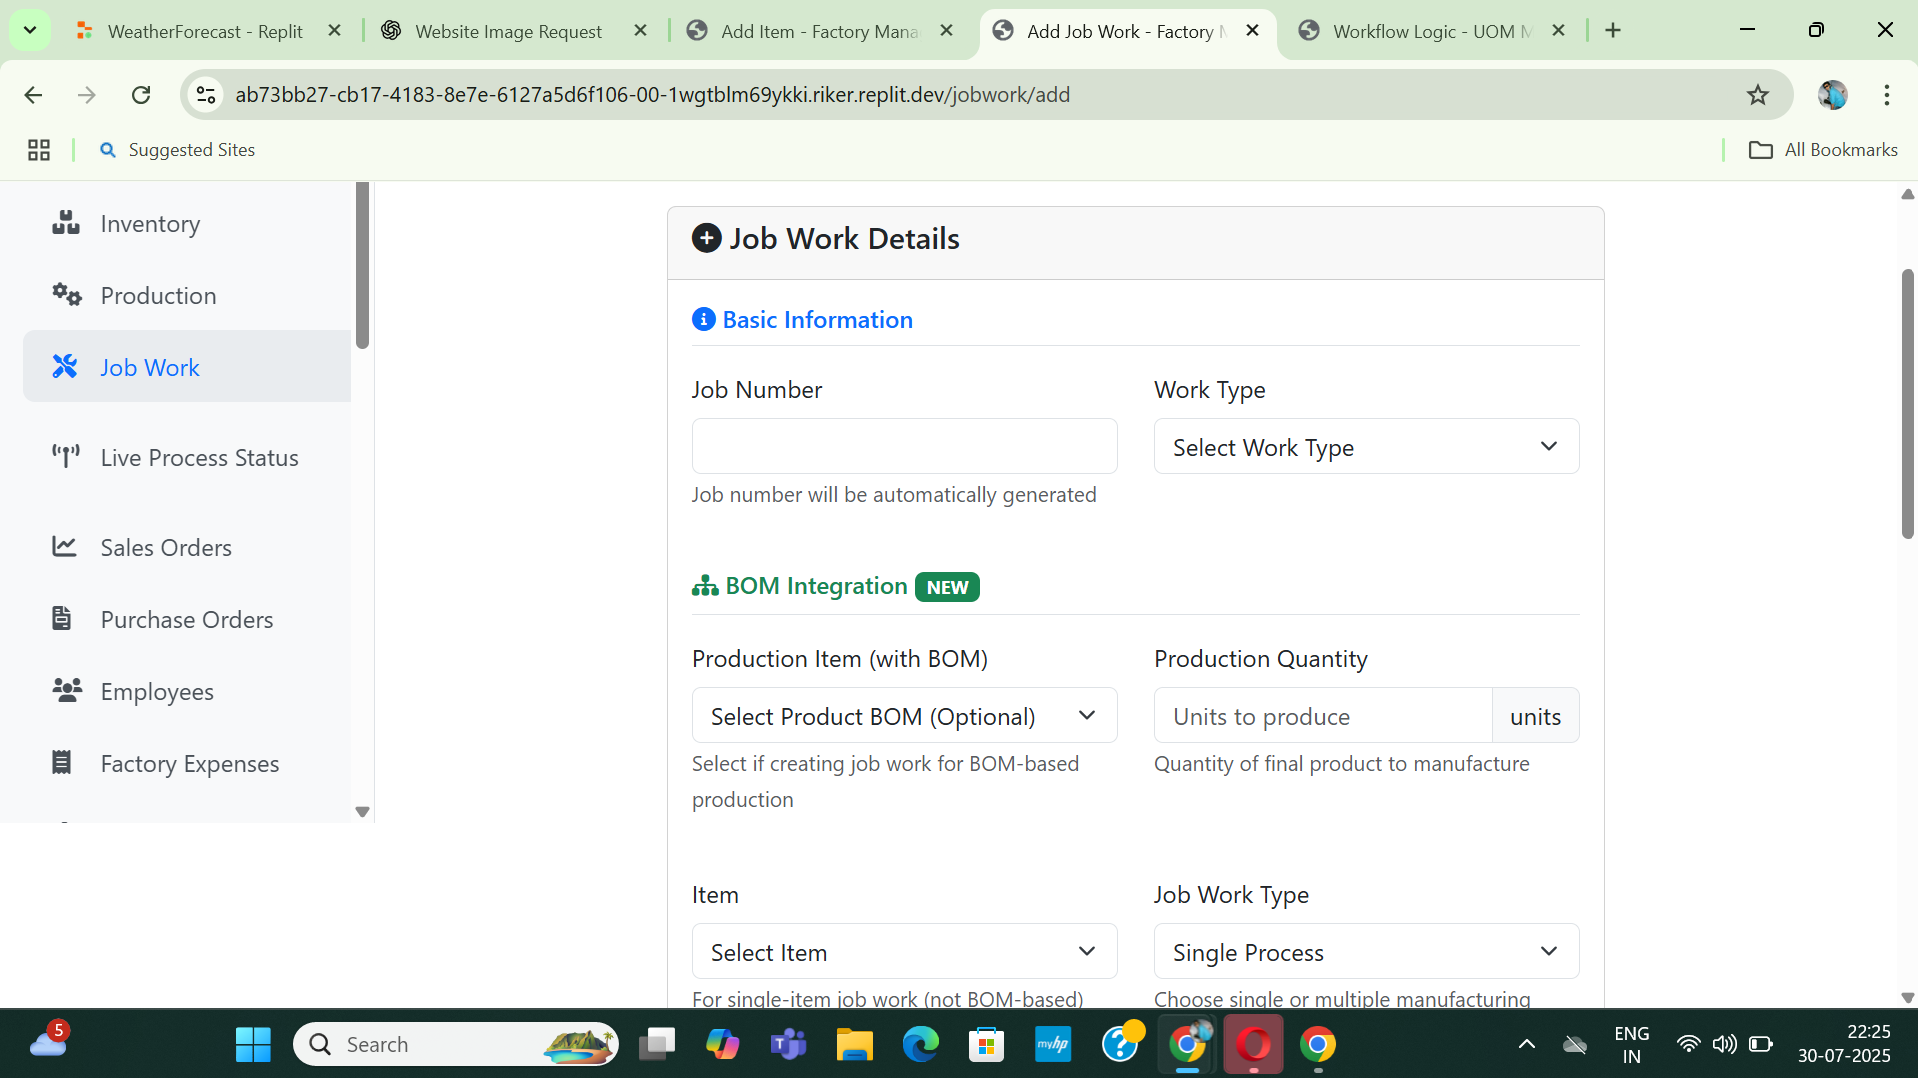 WeatherForecast - Replit
Website Image Request
Add Item - Factory Mana
Add Job Work - Factory M
Workflow Logic - UOM M
ab73bb27-cb17-4183-8e7e-6127a5d6f106-00-1wgtblm69ykki.riker.replit.dev/jobwork/add
Suggested Sites
All Bookmarks
Inventory
Production
Job Work
Live Process Status
Sales Orders
Purchase Orders
Employees
Factory Expenses
Job Work Details
Basic Information
Job Number
Work Type
Select Work Type
Job number will be automatically generated
BOM Integration NEW
Production Item (with BOM)
Production Quantity
Select Product BOM (Optional)
Units to produce
units
Select if creating job work for BOM-based
production
Quantity of final product to manufacture
Item
Job Work Type
Select Item
Single Process
For single-item job work (not BOM-based)
Choose single or multiple manufacturing
5
Search
myhp
ENG
IN
22:25
30-07-2025